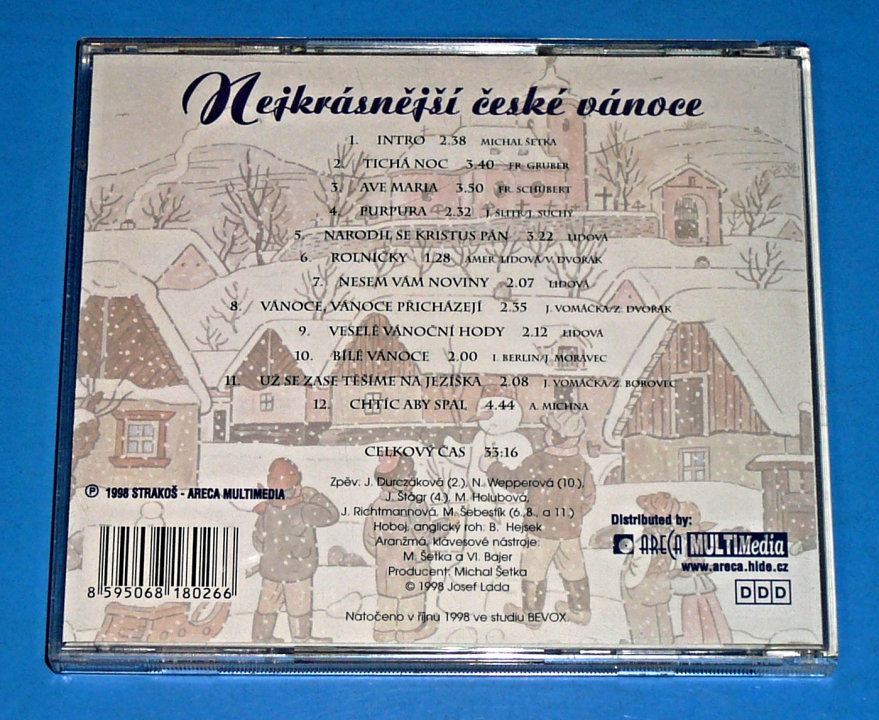 Nejkrásnější české vánoce
1. INTRO 2.38 MICHAL ŠETKA
2. TICHÁ NOC 3.40 FR. GRUBER
3. AVE MARIA 3.50 FR. SCHUBERT
4. PURPURA 2.32 J. ŠLITR/J. SUCHÝ
5. NARODIL SE KRISTUS PÁN 3.22 LIDOVÁ
6. ROLNIČKY 1.28 AMER. LIDOVÁ/V. DVOŘÁK
7. NESEM VÁM NOVINY 2.07 LIDOVÁ
8. VÁNOCE, VÁNOCE PŘICHÁZEJÍ 2.35 J. VOMÁČKA/Z. DVOŘÁK
9. VESELÉ VÁNOČNÍ HODY 2.12 LIDOVÁ
10. BÍLÉ VÁNOCE 2.00 I. BERLIN/J. MORAVEC
11. UŽ SE ZASE TĚŠÍME NA JEŽÍŠKA 2.08 J. VOMÁČKA/Z. BOROVEC
12. CHTÍC ABY SPAL 4.44 A. MICHNA
CELKOVÝ ČAS 33:16
Zpěv: J. Durczáková (2.), N. Wepperová (10.),
J. Štágr (4.), M. Holubová,
J. Richtmannová, M. Šebestík (6., 8., a 11.)
Hoboj, anglický roh: B. Hejsek
Aranžmá, klávesové nástroje:
M. Šetka a Vl. Bajer
Producent: Michal Šetka
© 1998 Josef Lada
Natočeno v říjnu 1998 ve studiu BEVOX.
Ⓟ 1998 STRAKOŠ - ARECA MULTIMEDIA
8 595068 180266
Distributed by:
ARECA MULTIMedia
www.areca.hide.cz
DDD